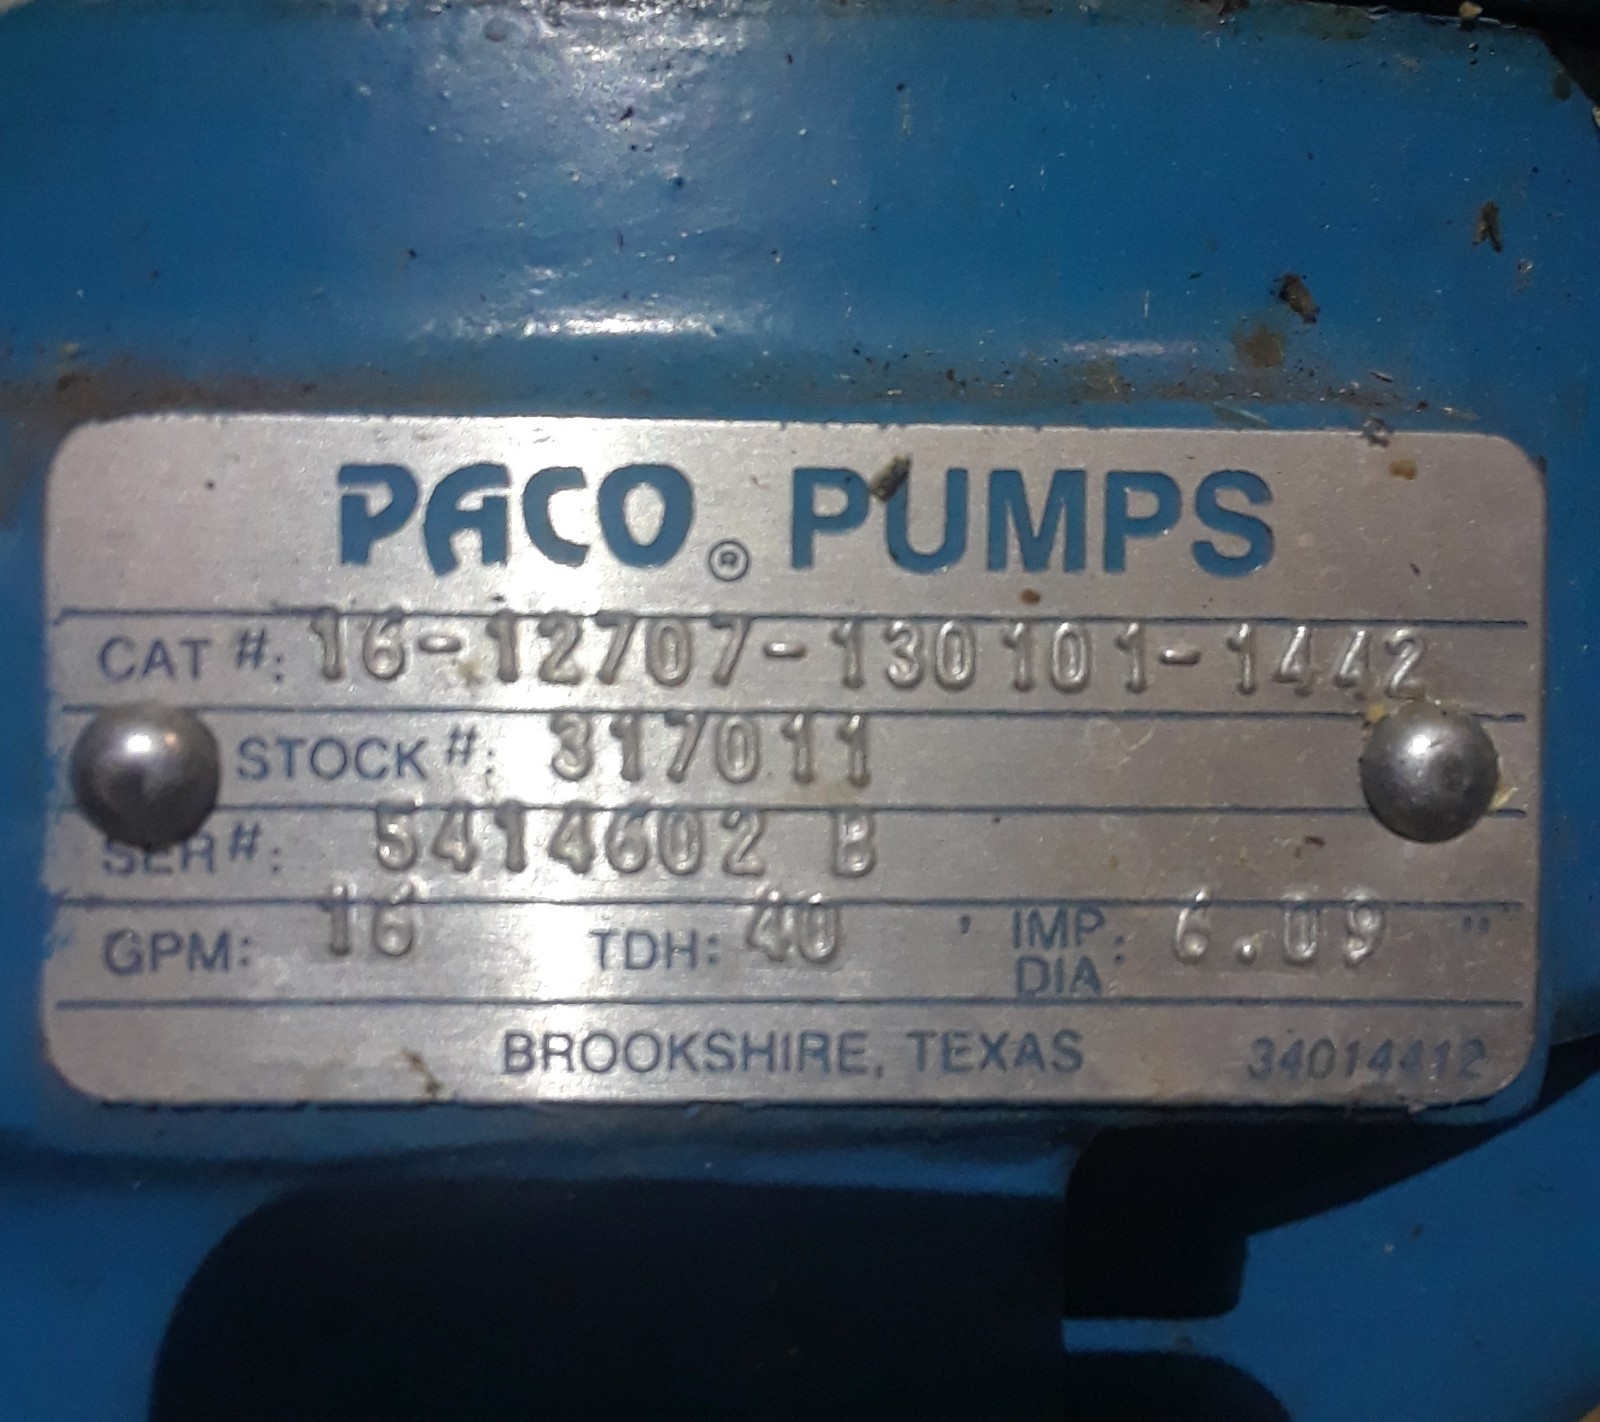 PACO® PUMPS
CAT #: 16-12707-130101-1442
STOCK #: 317011
SER #: 5414602 B
GPM: 16 TDH: 40 ' IMP. DIA: 6.09 "
BROOKSHIRE, TEXAS 34014412